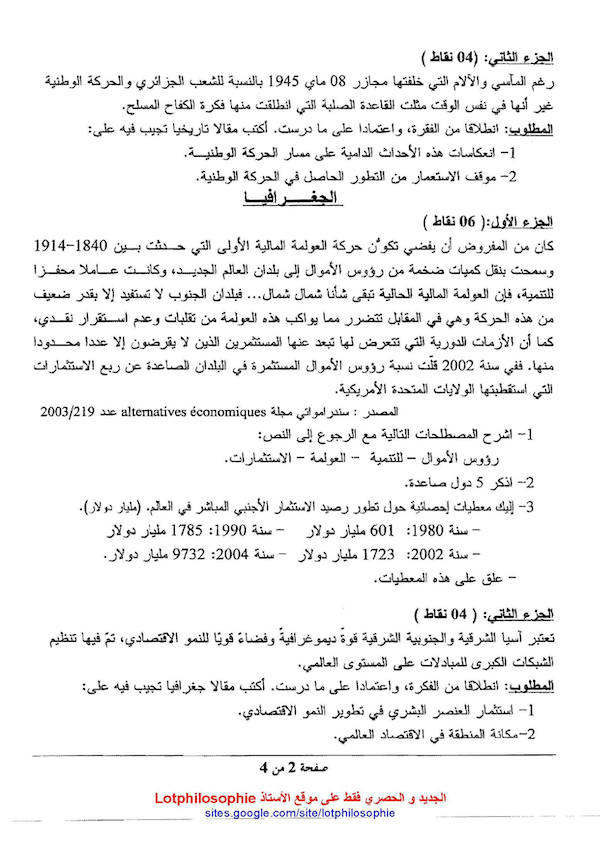 الجزء الثاني: (04 نقاط )
رغم المآسي والآلام التي خلفتها مجازر 08 ماي 1945 بالنسبة للشعب الجزائري والحركة الوطنية
غير أنها في نفس الوقت مثلت القاعدة الصلبة التي انطلقت منها فكرة الكفاح المسلح.
المطلوب: انطلاقا من الفقرة، واعتمادا على ما درست. أكتب مقالا تاريخيا تجيب فيه على:
1- انعكاسات هذه الأحداث الدامية على مسار الحركة الوطنيـــة.
2- موقف الاستعمار من التطور الحاصل في الحركة الوطنية.
الجغـــرافيـــا
الجزء الأول:( 06 نقاط )
كان من المفروض أن يفضي تكوّن حركة العولمة المالية الأولى التي حــدثت بــين 1840-1914
وسمحت بنقل كميات ضخمة من رؤوس الأموال إلى بلدان العالم الجديــد، وكانــت عــاملا محفــزا
للتنمية، فإن العولمة المالية الحالية تبقى شأنا شمال شمال... فبلدان الجنوب لا تستفيد إلا بقدر ضعيف
من هذه الحركة وهي في المقابل تتضرر مما يواكب هذه العولمة من تقلبات وعدم استــقرار نقــدي،
كما أن الأزمات الدورية التي تتعرض لها تبعد عنها المستثمرين الذين لا يقرضون إلا عددا محــدودا
منها. ففي سنة 2002 قلّت نسبة رؤوس الأموال المستثمرة في البلدان الصاعدة عن ربع الاستثمارات
التي استقطبتها الولايات المتحدة الأمريكية.
المصدر : سندرامواتي مجلة alternatives économiques عدد 2003/219
1- اشرح المصطلحات التالية مع الرجوع إلى النص:
رؤوس الأموال – للتنمية – العولمة – الاستثمارات.
2- اذكر 5 دول صاعدة.
3- إليك معطيات إحصائية حول تطور رصيد الاستثمار الأجنبي المباشر في العالم. (مليار دولار).
– سنة 1980: 601 مليار دولار – سنة 1990: 1785 مليار دولار
– سنة 2002: 1723 مليار دولار – سنة 2004: 9732 مليار دولار.
– علق على هذه المعطيات.
الجزء الثاني: ( 04 نقاط )
تعتبر آسيا الشرقية والجنوبية الشرقية قوةً ديموغرافيةً وفضاءً قويًا للنمو الاقتصادي، تمّ فيها تنظيم
الشبكات الكبرى للمبادلات على المستوى العالمي.
المطلوب: انطلاقا من الفكرة، واعتمادا على ما درست. أكتب مقالا جغرافيا تجيب فيه على:
1- استثمار العنصر البشري في تطوير النمو الاقتصادي.
2-مكانة المنطقة في الاقتصاد العالمي.
صفحة 2 من 4
الجديد و الحصري فقط على موقع الأستاذ Lotphilosophie
sites.google.com/site/lotphilosophie